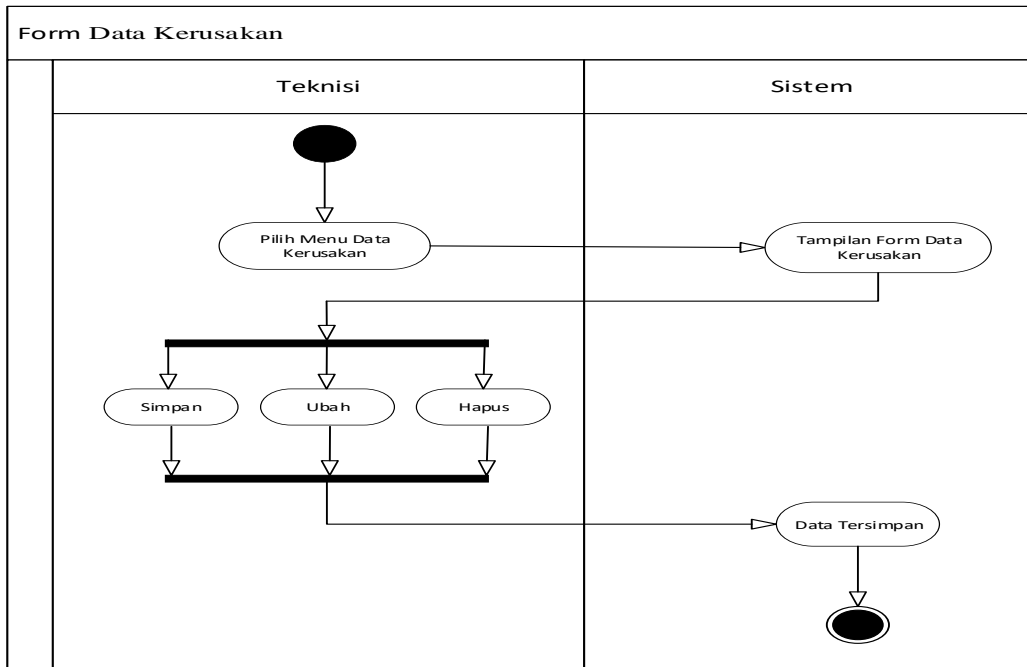 Form Data Kerusakan
Teknisi
Sistem
Pilih Menu Data
Kerusakan
Tampilan Form Data
Kerusakan
Simpan
Ubah
Hapus
Data Tersimpan